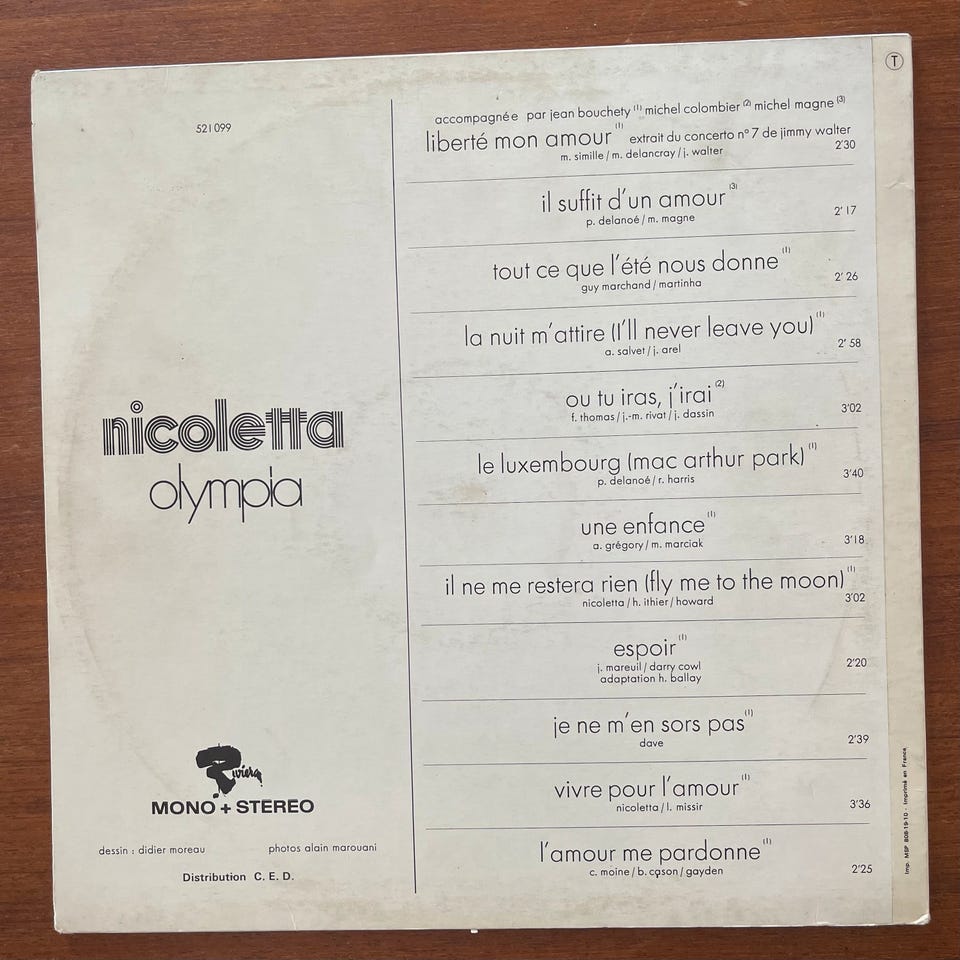 521 099
nicoletta
olympia
Riviera
MONO + STEREO
dessin : didier moreau
photos alain marouani
Distribution C. E. D.
accompagnée par jean bouchety (1) michel colombier (2) michel magne (3)
liberté mon amour (1) extrait du concerto n° 7 de jimmy walter
m. simille / m. delancray / j. walter
2'30
il suffit d'un amour (3)
p. delanoé / m. magne
2'17
tout ce que l'été nous donne (1)
guy marchand / martinha
2'26
la nuit m'attire (I'll never leave you) (1)
a. salvet / j. arel
2'58
ou tu iras, j'irai (2)
f. thomas / j.-m. rivat / j. dassin
3'02
le luxembourg (mac arthur park) (1)
p. delanoé / r. harris
3'40
une enfance (1)
a. grégory / m. marciak
3'18
il ne me restera rien (fly me to the moon) (1)
nicoletta / h. ithier / howard
3'02
espoir (1)
j. mareuil / darry cowl
adaptation h. ballay
2'20
je ne m'en sors pas (1)
dave
2'39
vivre pour l'amour (1)
nicoletta / l. missir
3'36
l'amour me pardonne (1)
c. moine / b. cason / gayden
2'25
T
Imp. MSP 808-19-10 - Imprimé en France